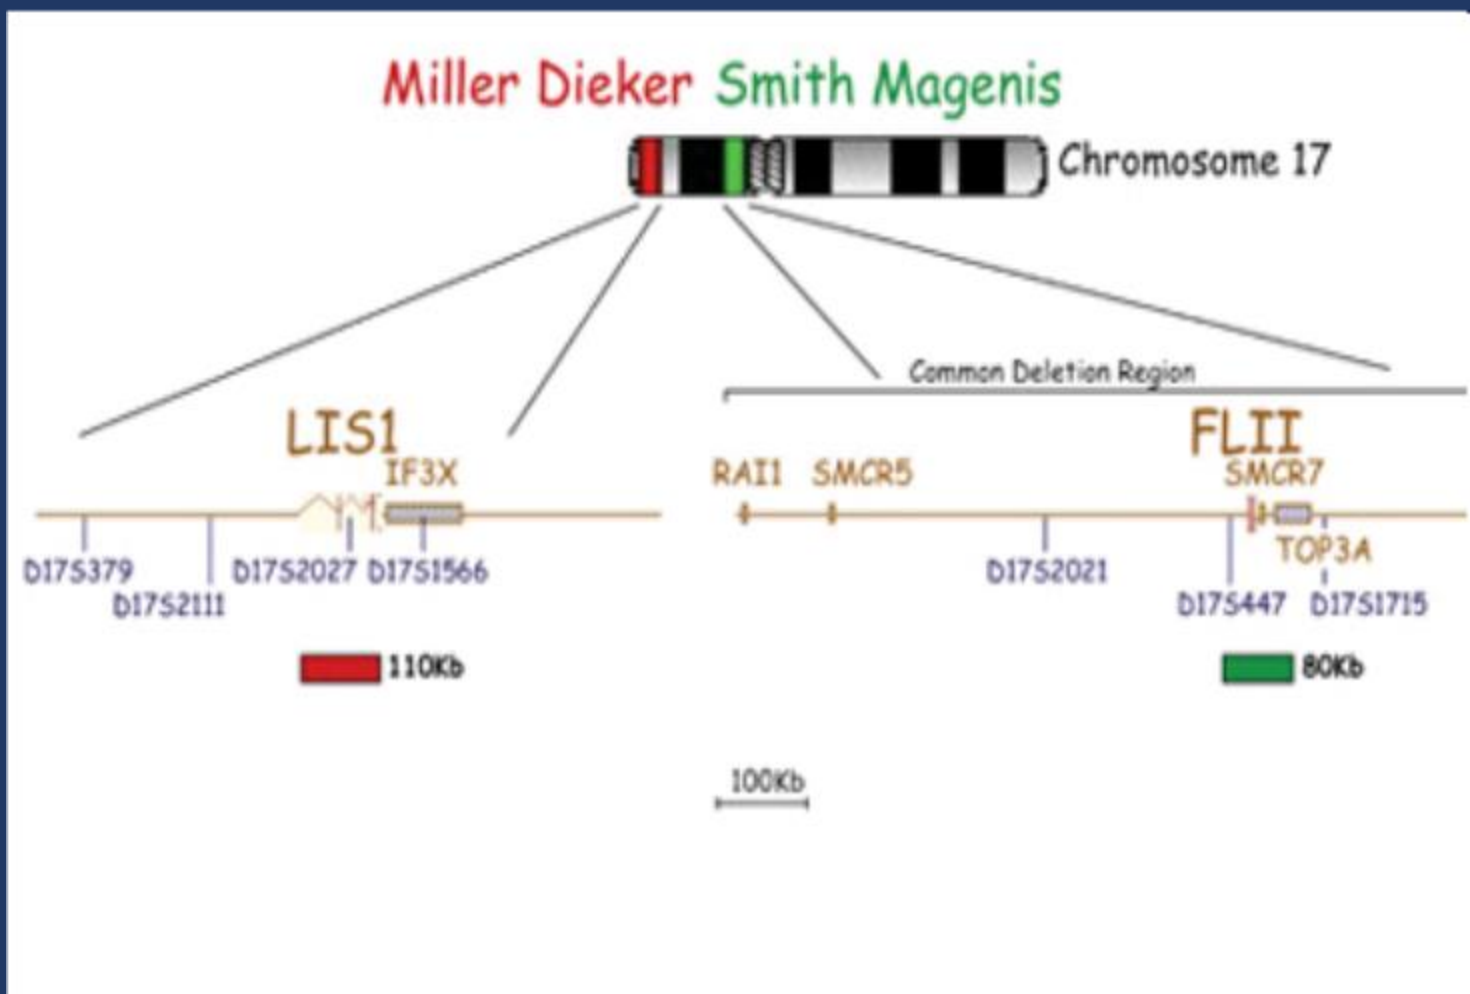 Miller Dieker Smith Magenis
Chromosome 17
Common Deletion Region
LIS1
IF3X
D17S379
D17S2111
D17S2027
D17S1566
110Kb
FLII
RAI1
SMCR5
SMCR7
TOP3A
D17S2021
D17S447
D17S1715
80Kb
100Kb